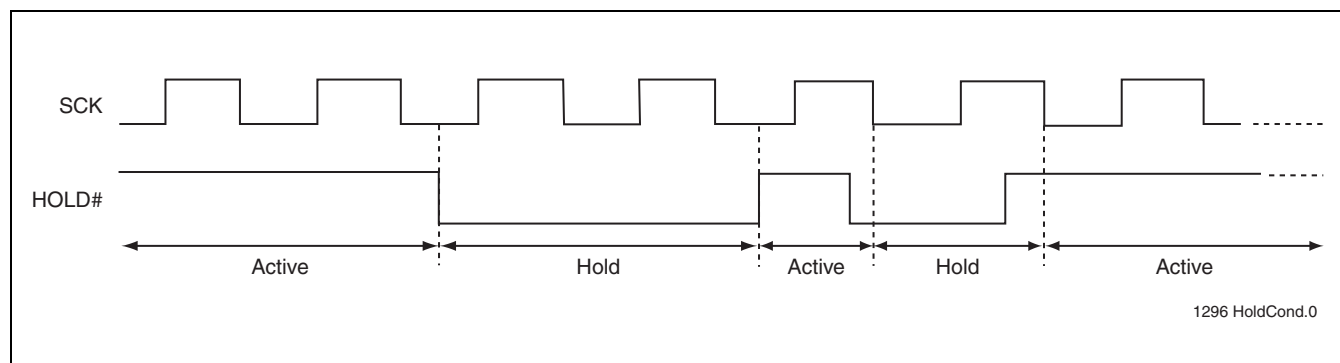 SCK
HOLD#
Active
Hold
Active
Hold
Active
1296 HoldCond.0